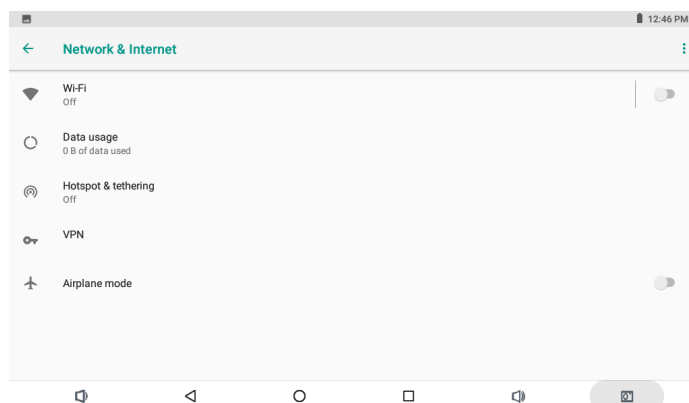 12:46 PM
Network & Internet
Wi-Fi
Off
Data usage
0 B of data used
Hotspot & tethering
Off
VPN
Airplane mode